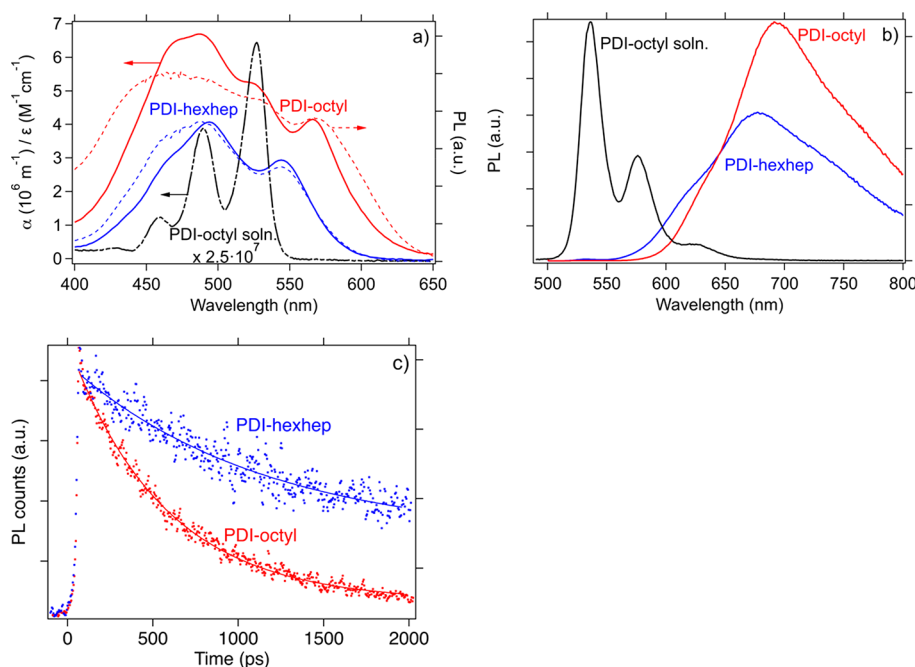 a)
7
6
5
4
3
2
1
0
α (10⁶ m⁻¹) / ε (M⁻¹cm⁻¹)
PDI-hexhep
PDI-octyl
PDI-octyl soln.
x 2.5·10⁷
PL (a.u.)
400 450 500 550 600 650
Wavelength (nm)
b)
PL (a.u.)
PDI-octyl soln.
PDI-octyl
PDI-hexhep
500 550 600 650 700 750 800
Wavelength (nm)
c)
PL counts (a.u.)
PDI-hexhep
PDI-octyl
0 500 1000 1500 2000
Time (ps)